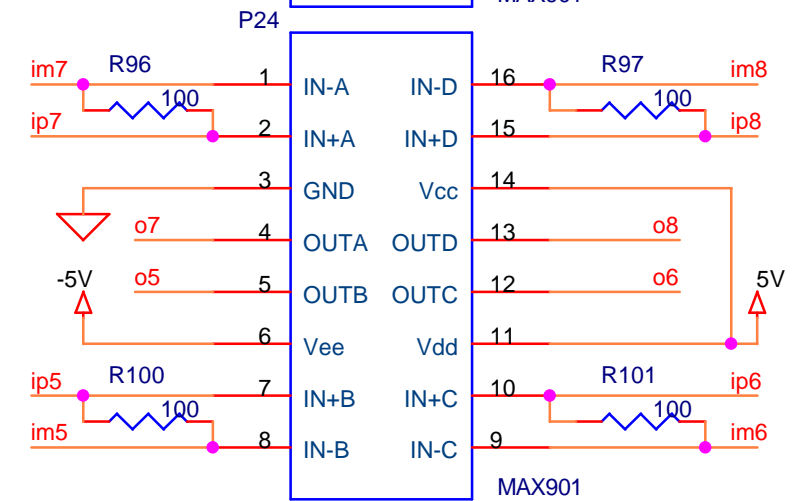 P24
im7 R96 1 IN-A IN-D 16 R97 im8
100 100
ip7 2 IN+A IN+D 15 ip8
3 GND Vcc 14
o7 4 OUTA OUTD 13 o8
-5V o5 5 OUTB OUTC 12 o6 5V
6 Vee Vdd 11
ip5 R100 7 IN+B IN+C 10 R101 ip6
100 100
im5 8 IN-B IN-C 9 im6
MAX901